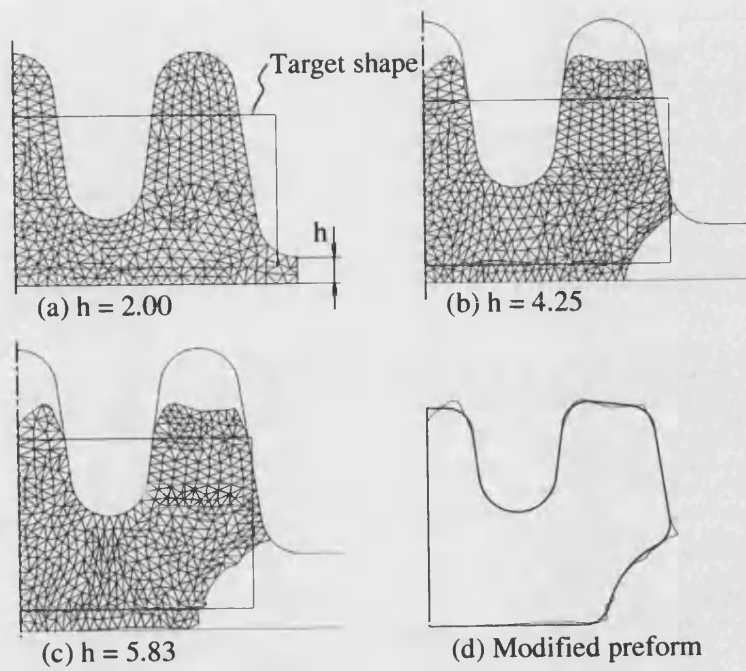 Target shape
h
(a) h = 2.00
(b) h = 4.25
(c) h = 5.83
(d) Modified preform